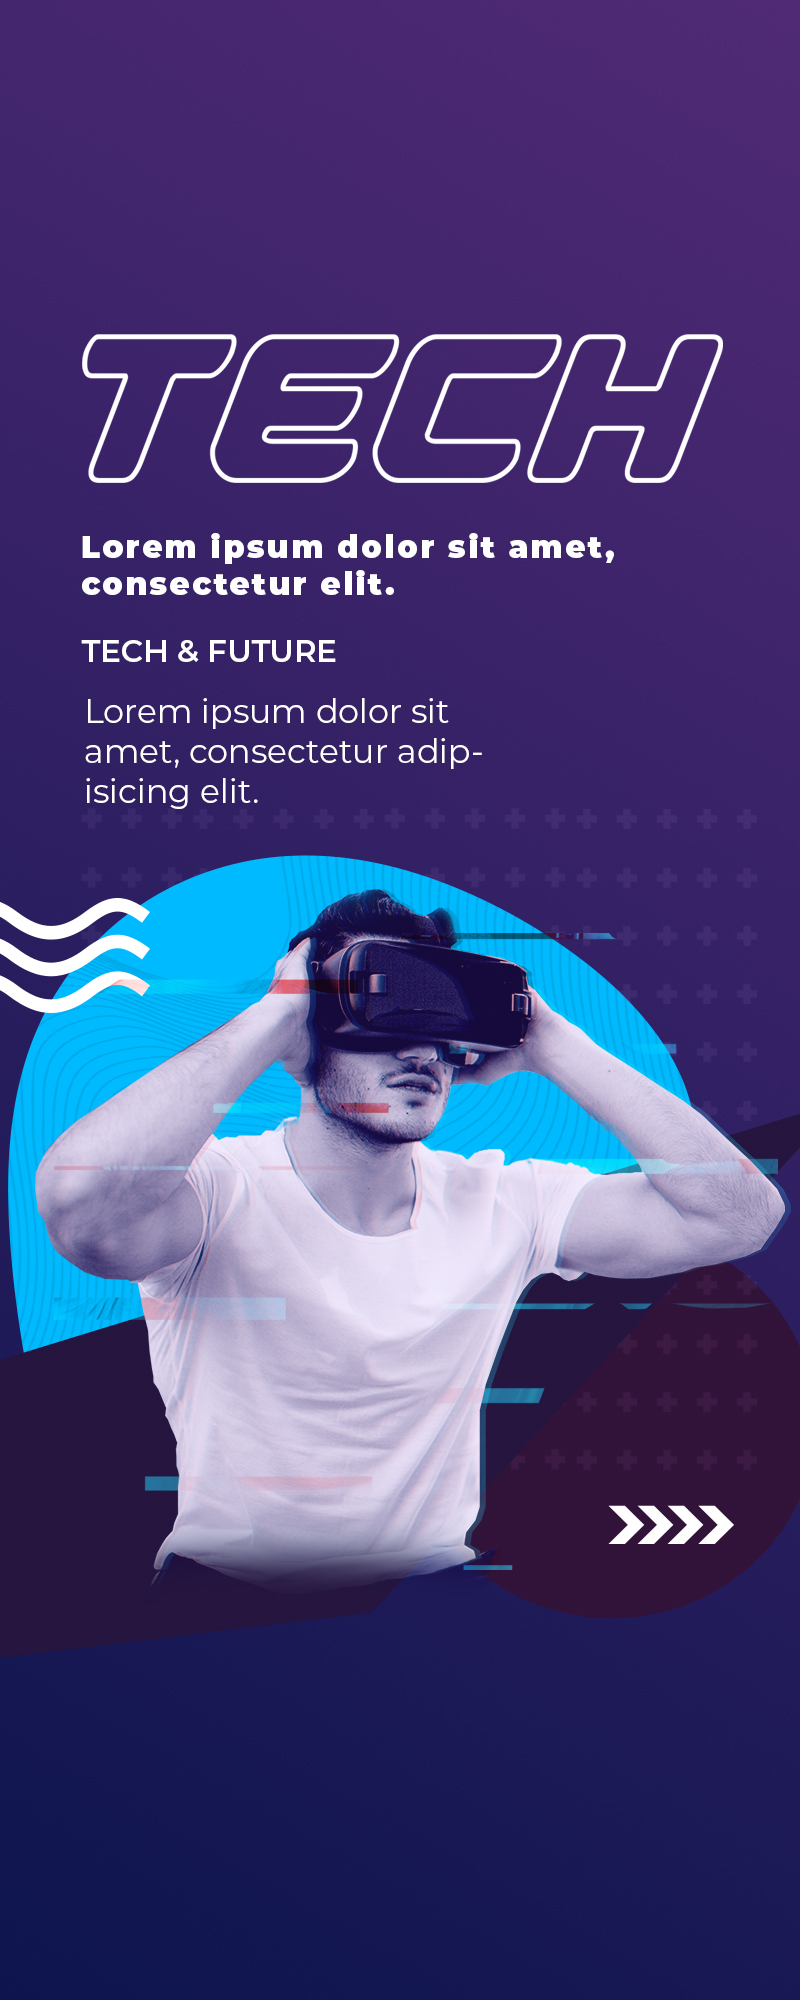 TECH
Lorem ipsum dolor sit amet,
consectetur elit.
TECH & FUTURE
Lorem ipsum dolor sit
amet, consectetur adip-
isicing elit.